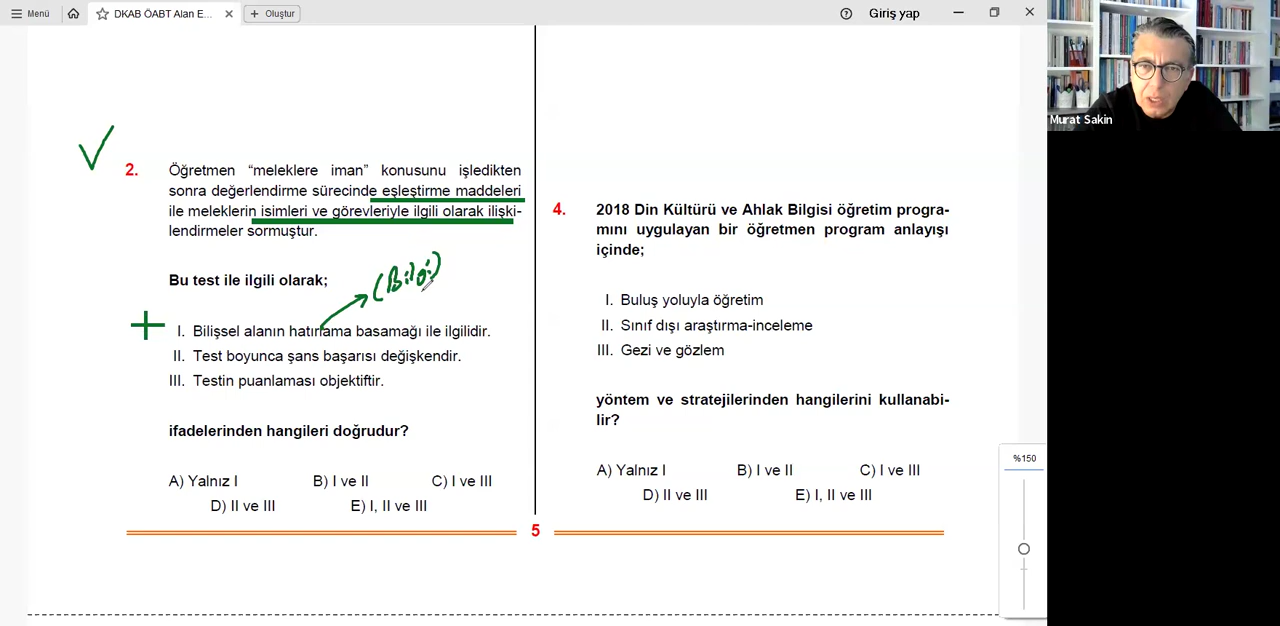 Menü
DKAB ÖABT Alan E...
Oluştur
Giriş yap
Murat Sakin
2. Öğretmen “meleklere iman” konusunu işledikten
sonra değerlendirme sürecinde eşleştirme maddeleri
ile meleklerin isimleri ve görevleriyle ilgili olarak ilişki-
lendirmeler sormuştur.
Bu test ile ilgili olarak;
(Bilgi)
I. Bilişsel alanın hatırlama basamağı ile ilgilidir.
II. Test boyunca şans başarısı değişkendir.
III. Testin puanlaması objektiftir.
ifadelerinden hangileri doğrudur?
A) Yalnız I B) I ve II C) I ve III
D) II ve III E) I, II ve III
4. 2018 Din Kültürü ve Ahlak Bilgisi öğretim progra-
mını uygulayan bir öğretmen program anlayışı
içinde;
I. Buluş yoluyla öğretim
II. Sınıf dışı araştırma-inceleme
III. Gezi ve gözlem
yöntem ve stratejilerinden hangilerini kullanabi-
lir?
A) Yalnız I B) I ve II C) I ve III
D) II ve III E) I, II ve III
5
%150